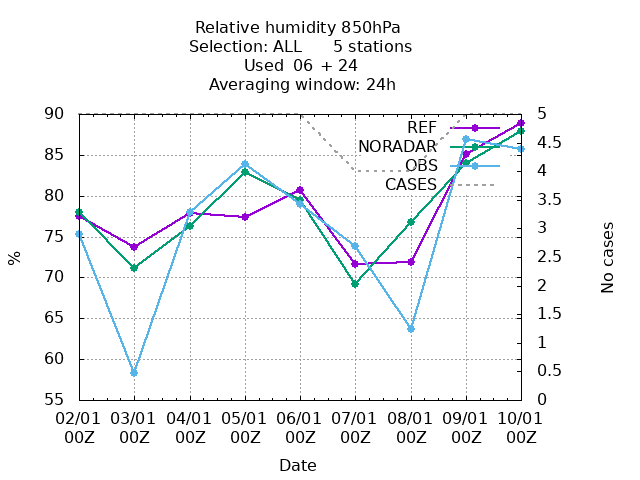 Relative humidity 850hPa
Selection: ALL 5 stations
Used 06 + 24
Averaging window: 24h
90
85
80
75
70
65
60
55
%
5
4.5
4
3.5
3
2.5
2
1.5
1
0.5
0
No cases
REF
NORADAR
OBS
CASES
02/01 03/01 04/01 05/01 06/01 07/01 08/01 09/01 10/01
00Z 00Z 00Z 00Z 00Z 00Z 00Z 00Z 00Z
Date